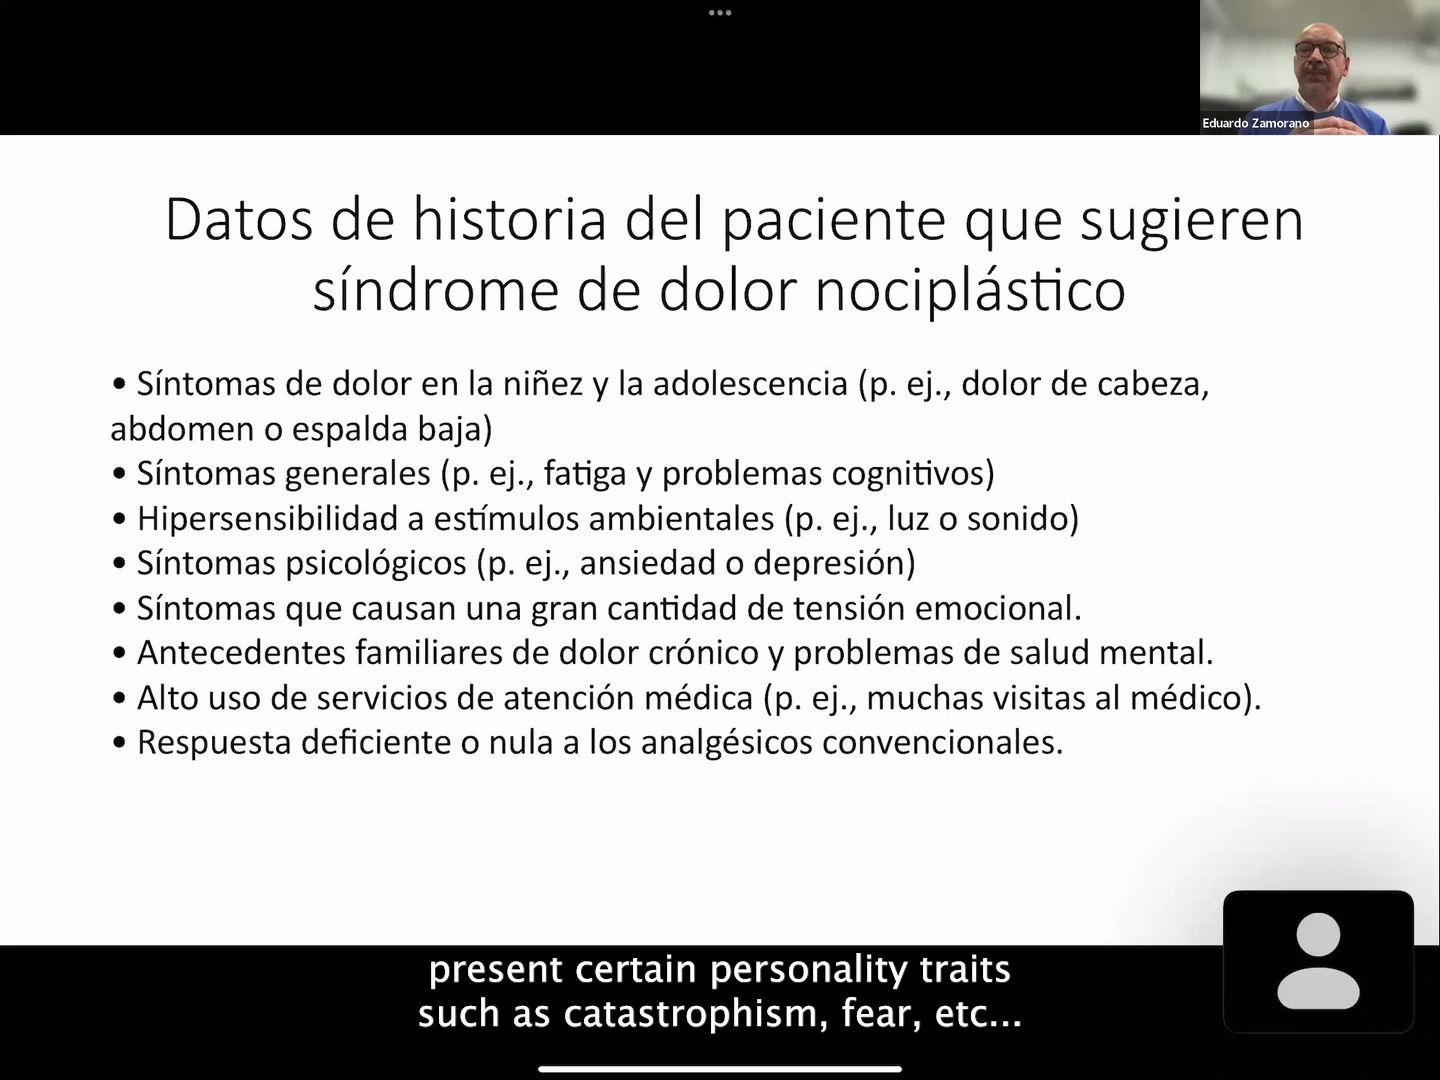 Eduardo Zamorano
Datos de historia del paciente que sugieren
síndrome de dolor nociplástico
• Síntomas de dolor en la niñez y la adolescencia (p. ej., dolor de cabeza,
abdomen o espalda baja)
• Síntomas generales (p. ej., fatiga y problemas cognitivos)
• Hipersensibilidad a estímulos ambientales (p. ej., luz o sonido)
• Síntomas psicológicos (p. ej., ansiedad o depresión)
• Síntomas que causan una gran cantidad de tensión emocional.
• Antecedentes familiares de dolor crónico y problemas de salud mental.
• Alto uso de servicios de atención médica (p. ej., muchas visitas al médico).
• Respuesta deficiente o nula a los analgésicos convencionales.
present certain personality traits
such as catastrophism, fear, etc...